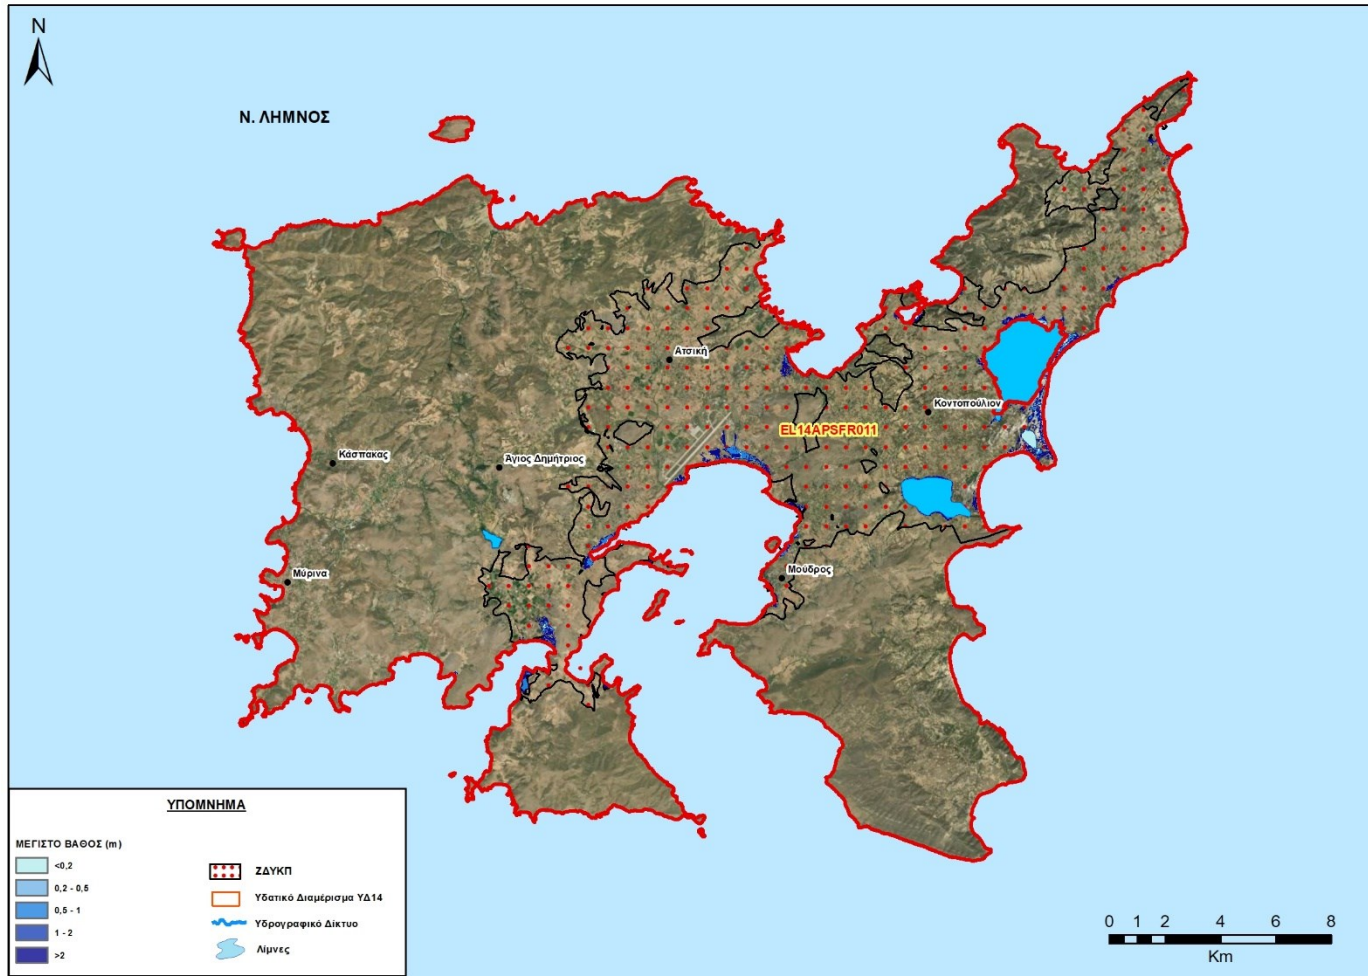 N
Ν. ΛΗΜΝΟΣ
Ατσική
Κοντοπούλιον
EL14APSFR011
Κάσπακας
Άγιος Δημήτριος
Μύρινα
Μούδρος
ΥΠΟΜΝΗΜΑ
ΜΕΓΙΣΤΟ ΒΑΘΟΣ (m)
<0,2
0,2 - 0,5
0,5 - 1
1 - 2
>2
ΖΔΥΚΠ
Υδατικό Διαμέρισμα ΥΔ14
Υδρογραφικό Δίκτυο
Λίμνες
0 1 2 4 6 8
Km